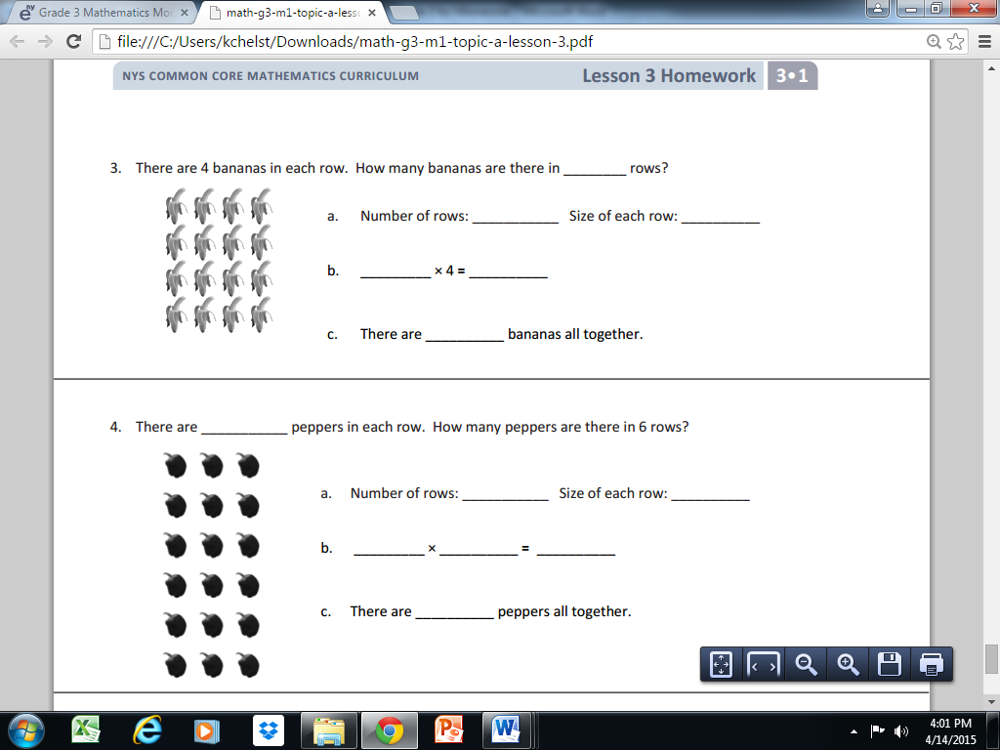 Grade 3 Mathematics Mod
math-g3-m1-topic-a-lesso
file:///C:/Users/kchelst/Downloads/math-g3-m1-topic-a-lesson-3.pdf
NYS COMMON CORE MATHEMATICS CURRICULUM Lesson 3 Homework 3•1
3. There are 4 bananas in each row. How many bananas are there in ________ rows?
a. Number of rows: ___________ Size of each row: __________
b. _________ × 4 = __________
c. There are __________ bananas all together.
4. There are ___________ peppers in each row. How many peppers are there in 6 rows?
a. Number of rows: ___________ Size of each row: __________
b. _________ × __________ = __________
c. There are __________ peppers all together.
4:01 PM
4/14/2015